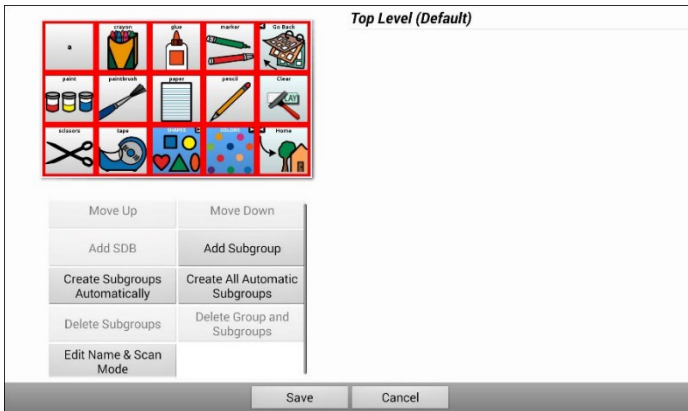 Top Level (Default)
a
crayon
glue
marker
Go Back
paint
paintbrush
paper
pencil
Clear
scissors
tape
SHAPES
COLORS
Home
Move Up
Move Down
Add SDB
Add Subgroup
Create Subgroups
Automatically
Create All Automatic
Subgroups
Delete Subgroups
Delete Group and
Subgroups
Edit Name & Scan
Mode
Save
Cancel